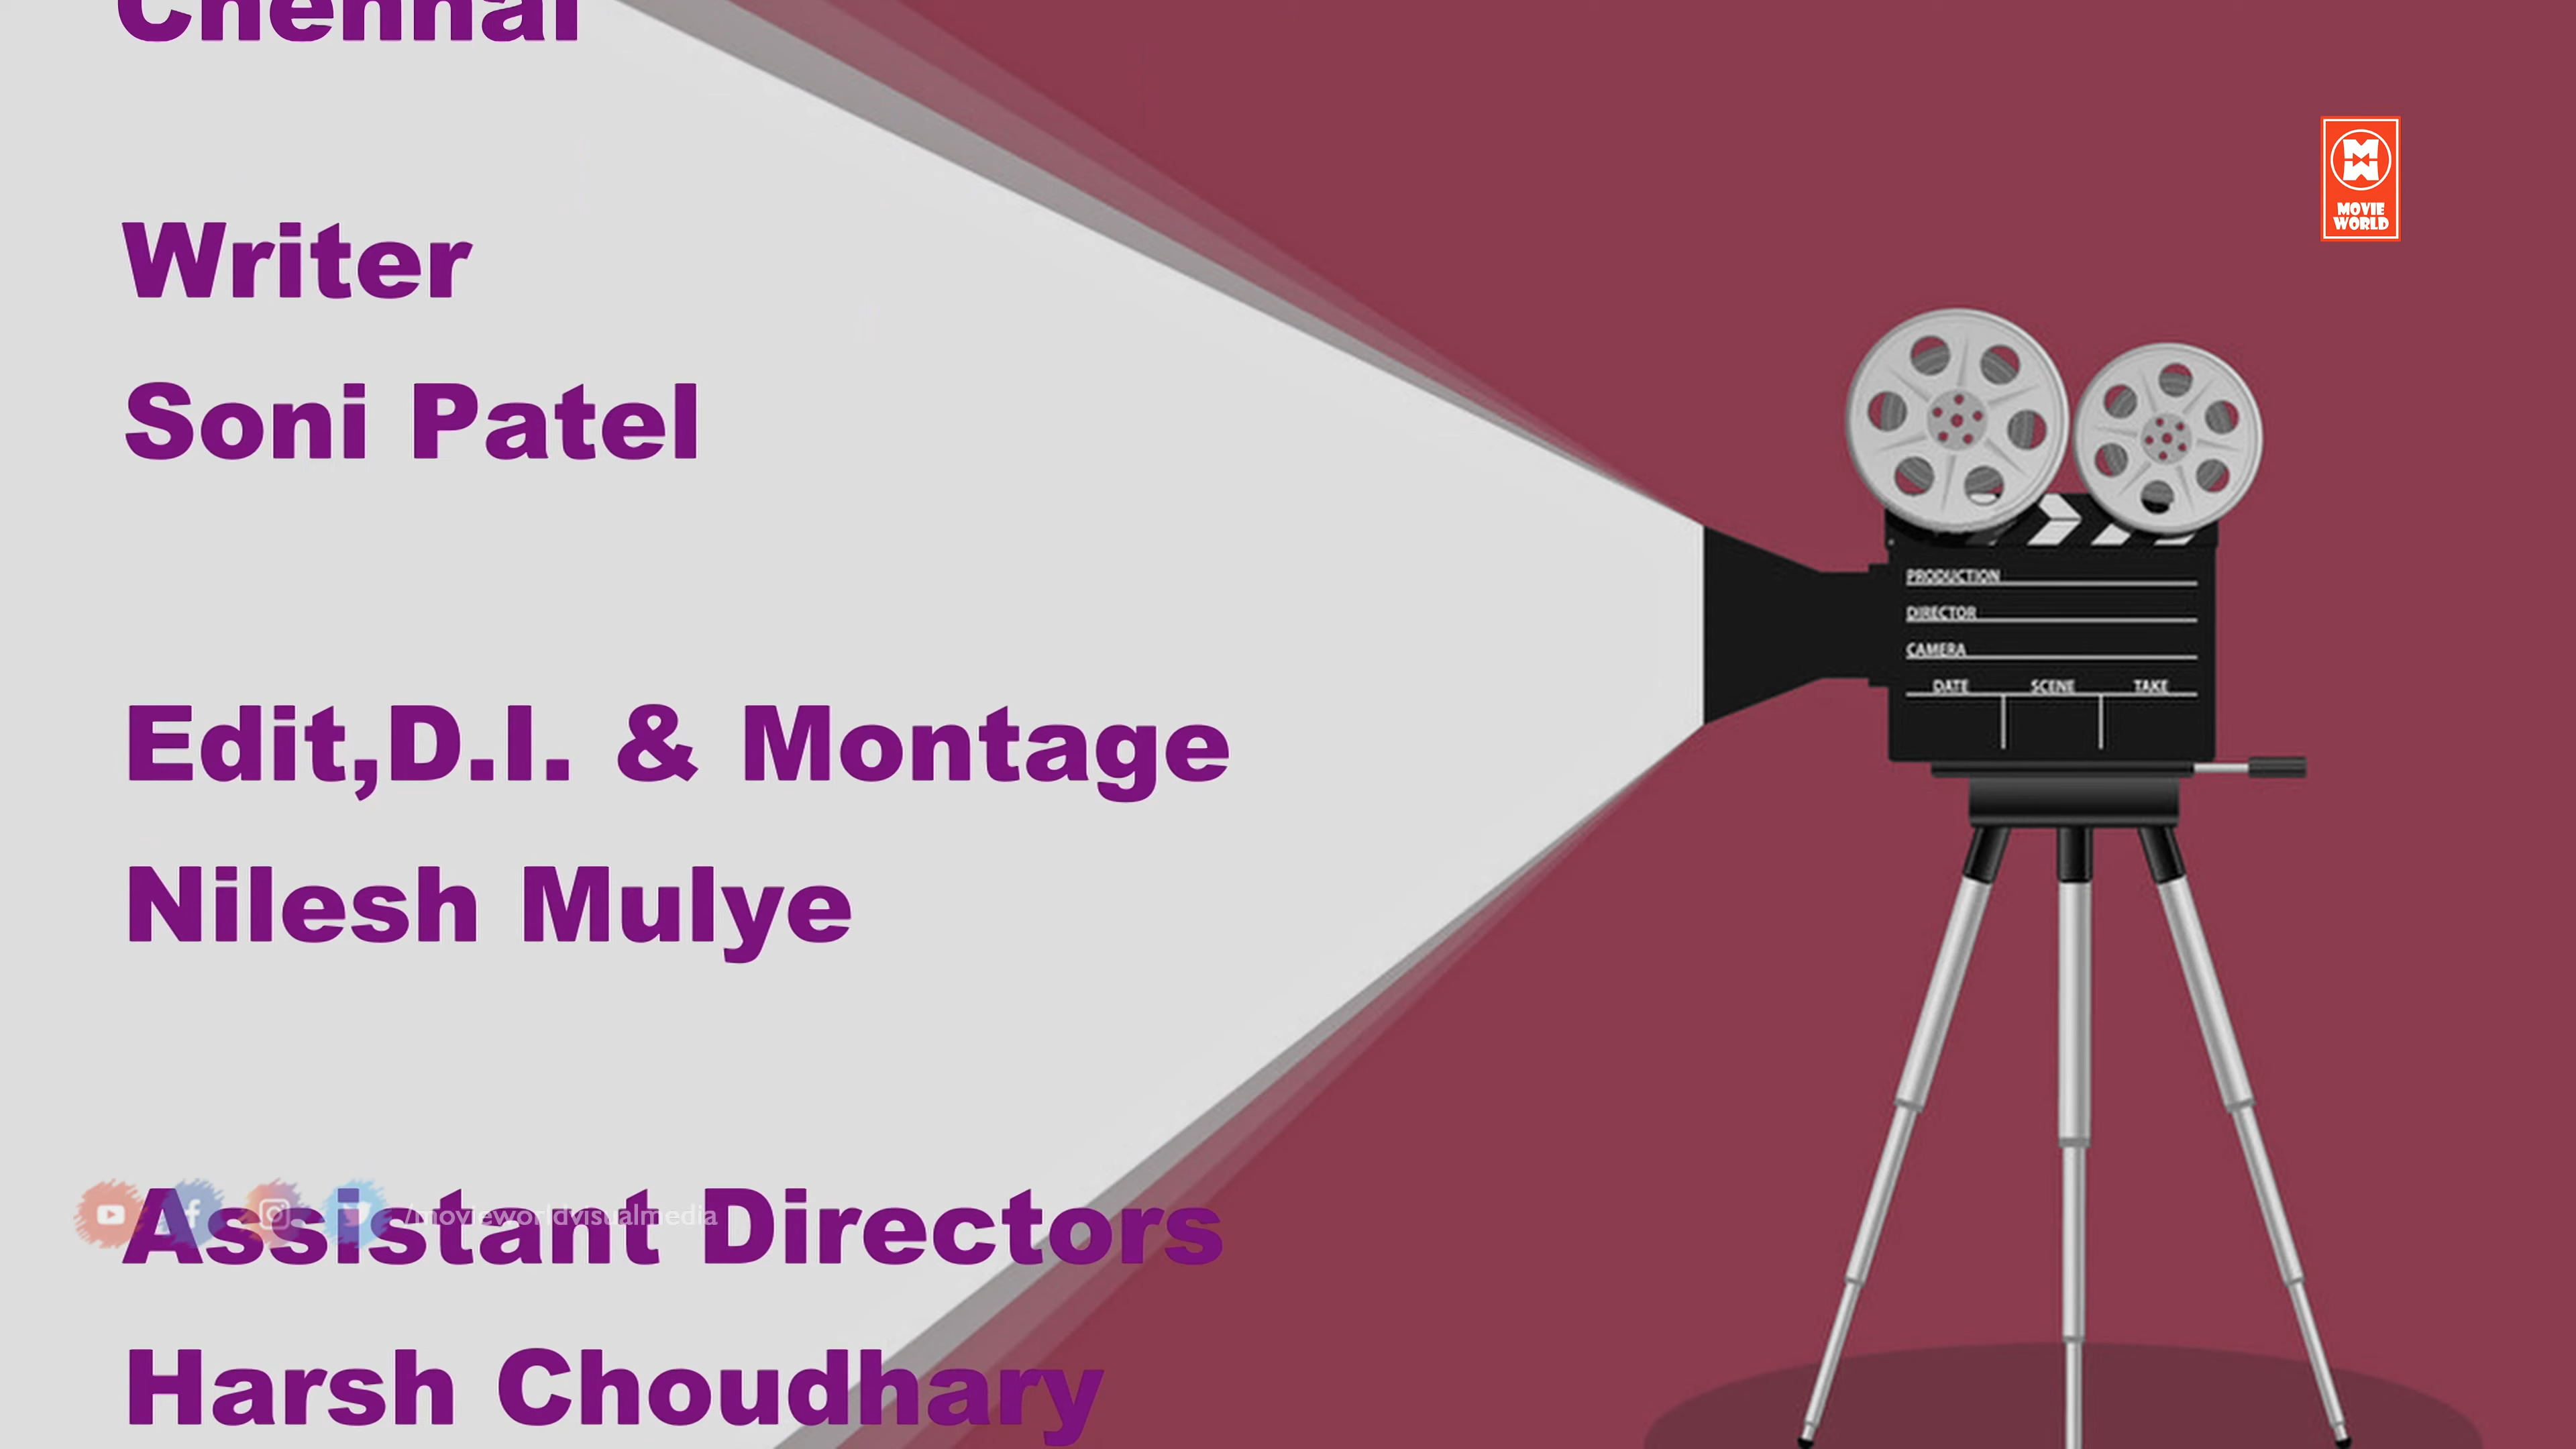 Chennai
Writer
Soni Patel
Edit,D.I. & Montage
Nilesh Mulye
Assistant Directors
Harsh Choudhary
/movieworldvisualmedia
MOVIE
WORLD
PRODUCTION
DIRECTOR
CAMERA
DATE SCENE TAKE